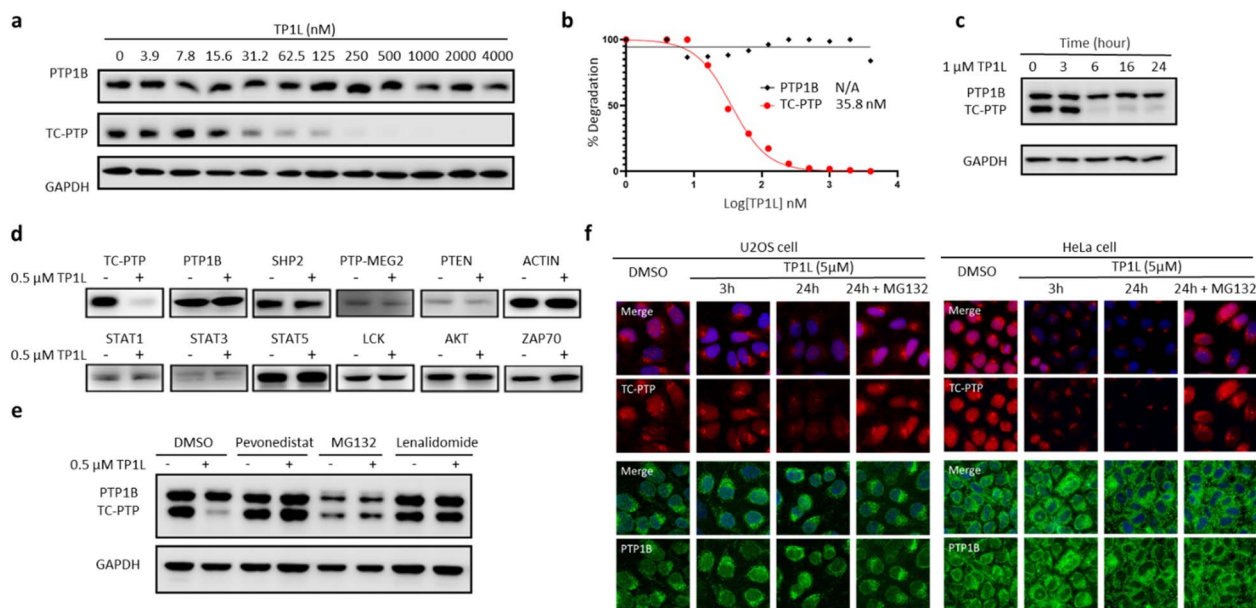 a
TP1L (nM)
0 3.9 7.8 15.6 31.2 62.5 125 250 500 1000 2000 4000
PTP1B
TC-PTP
GAPDH
b
100
50
0
% Degradation
0 1 2 3 4
Log[TP1L] nM
PTP1B N/A
TC-PTP 35.8 nM
c
Time (hour)
1 µM TP1L 0 3 6 16 24
PTP1B
TC-PTP
GAPDH
d
TC-PTP PTP1B SHP2 PTP-MEG2 PTEN ACTIN
0.5 µM TP1L - + - + - + - + - + - +
STAT1 STAT3 STAT5 LCK AKT ZAP70
0.5 µM TP1L - + - + - + - + - + - +
e
DMSO Pevonedistat MG132 Lenalidomide
0.5 µM TP1L - + - + - + - +
PTP1B
TC-PTP
GAPDH
f
U2OS cell
DMSO TP1L (5µM)
3h 24h 24h + MG132
Merge
TC-PTP
Merge
PTP1B
HeLa cell
DMSO TP1L (5µM)
3h 24h 24h + MG132
Merge
TC-PTP
Merge
PTP1B